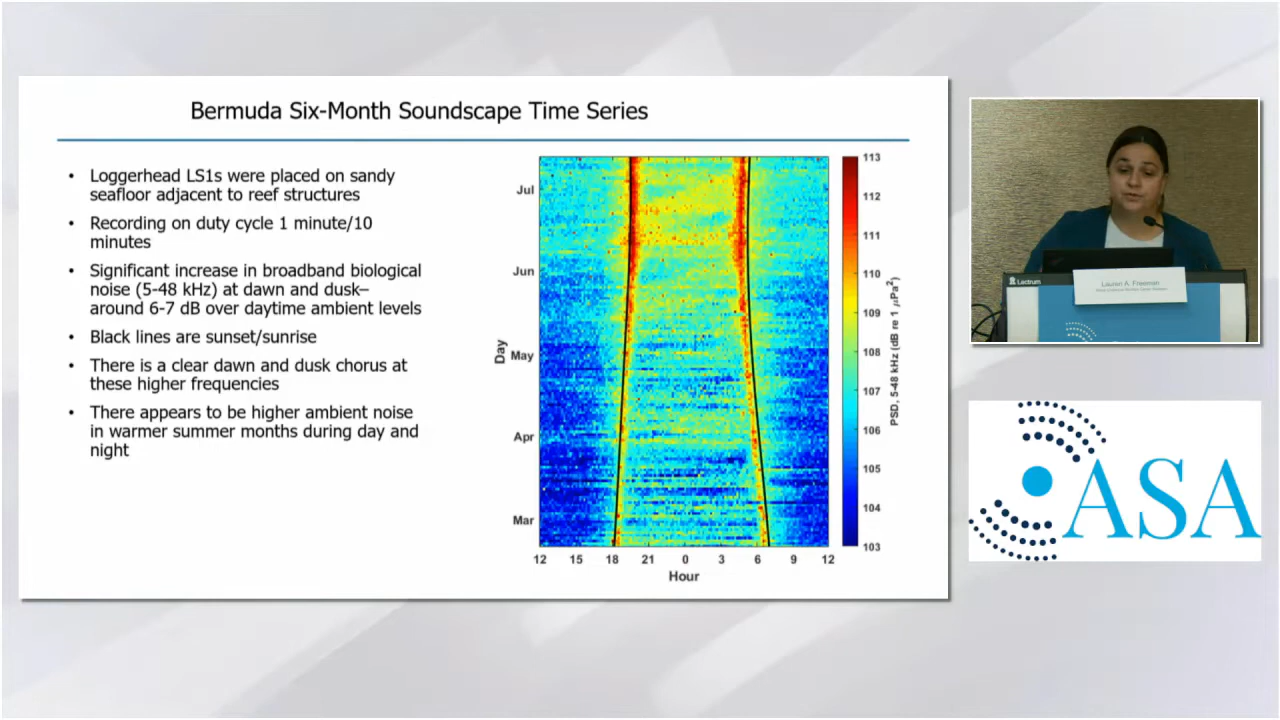 Bermuda Six-Month Soundscape Time Series
• Loggerhead LS1s were placed on sandy
seafloor adjacent to reef structures
• Recording on duty cycle 1 minute/10
minutes
• Significant increase in broadband biological
noise (5-48 kHz) at dawn and dusk–
around 6-7 dB over daytime ambient levels
• Black lines are sunset/sunrise
• There is a clear dawn and dusk chorus at
these higher frequencies
• There appears to be higher ambient noise
in warmer summer months during day and
night
Day
Jul
Jun
May
Apr
Mar
12 15 18 21 0 3 6 9 12
Hour
113
112
111
110
109
108
107
106
105
104
103
PSD, 5-48 kHz (dB re 1 μPa²)
Lectrum
Lauren A. Freeman
ASA